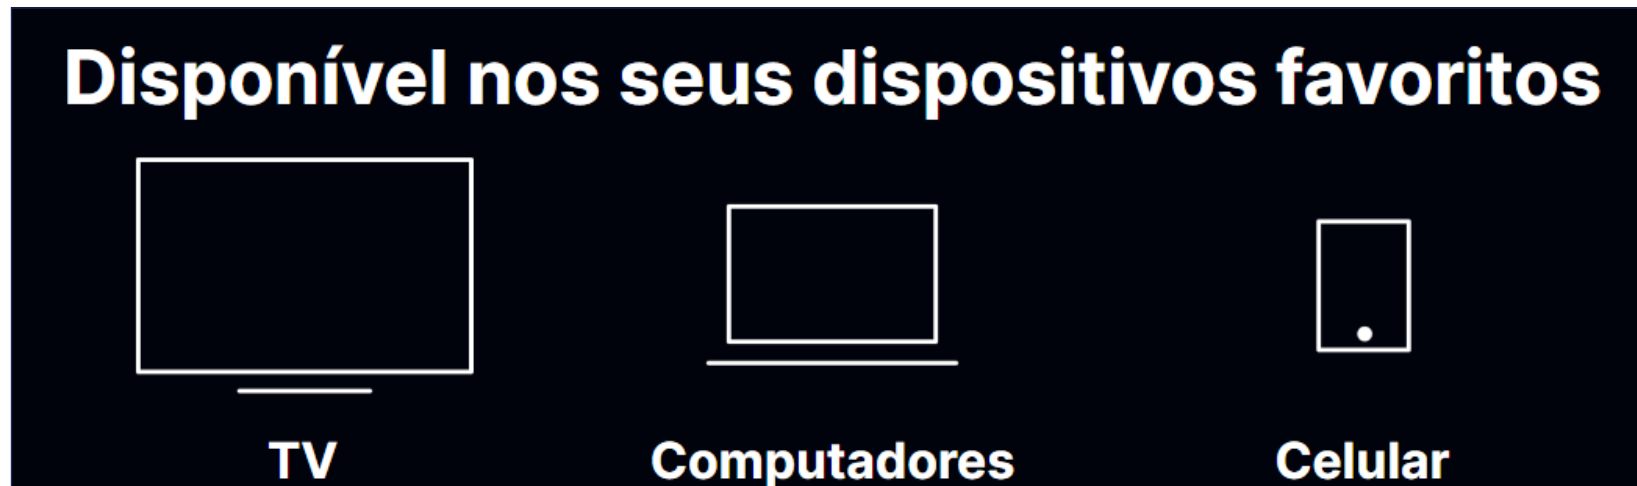 Disponível nos seus dispositivos favoritos
TV
Computadores
Celular